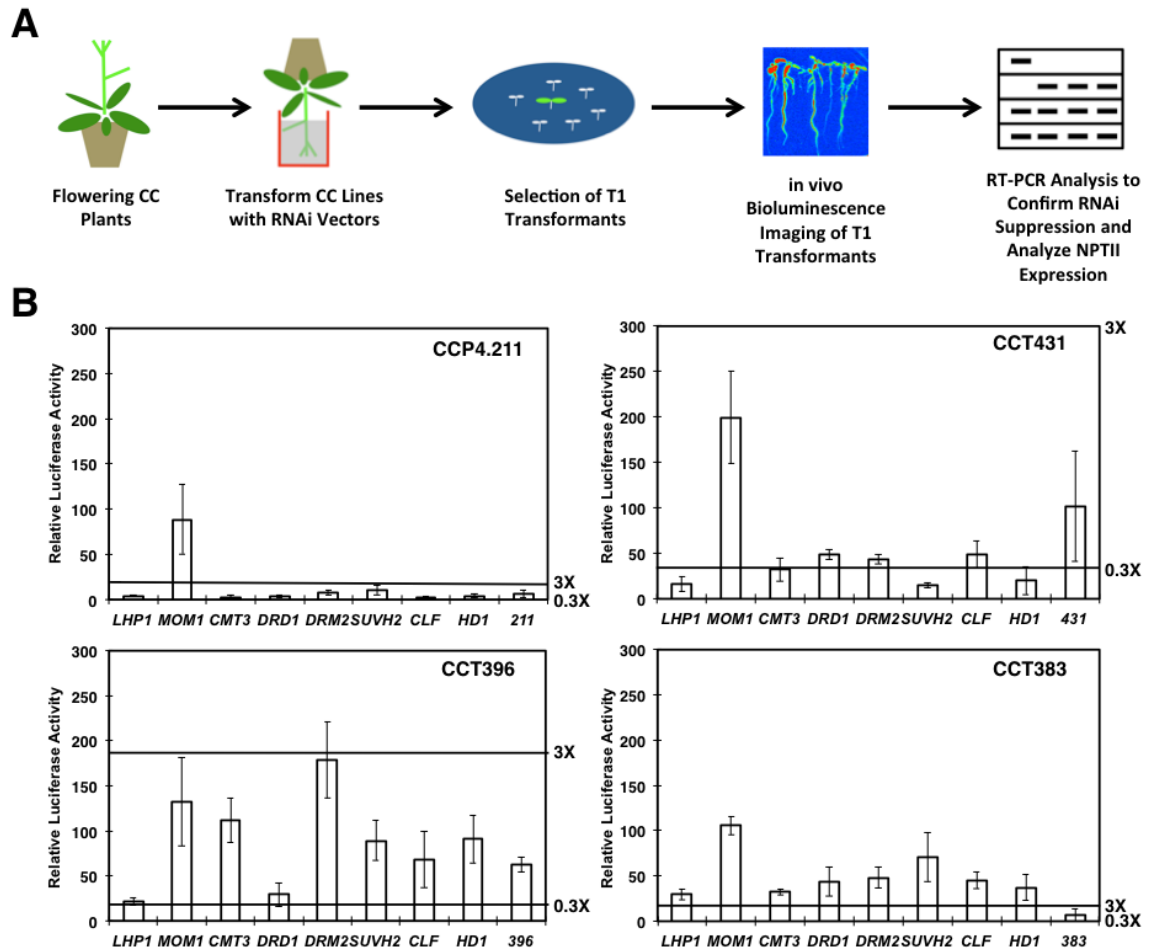 A
Flowering CC
Plants
Transform CC Lines
with RNAi Vectors
Selection of T1
Transformants
in vivo
Bioluminescence
Imaging of T1
Transformants
RT-PCR Analysis to
Confirm RNAi
Suppression and
Analyze NPTII
Expression
B
CCP4.211
Relative Luciferase Activity
300
250
200
150
100
50
0
3X
0.3X
LHP1 MOM1 CMT3 DRD1 DRM2 SUVH2 CLF HD1 211
CCT431
Relative Luciferase Activity
300
250
200
150
100
50
0
3X
0.3X
LHP1 MOM1 CMT3 DRD1 DRM2 SUVH2 CLF HD1 431
CCT396
Relative Luciferase Activity
300
250
200
150
100
50
0
3X
0.3X
LHP1 MOM1 CMT3 DRD1 DRM2 SUVH2 CLF HD1 396
CCT383
Relative Luciferase Activity
300
250
200
150
100
50
0
3X
0.3X
LHP1 MOM1 CMT3 DRD1 DRM2 SUVH2 CLF HD1 383